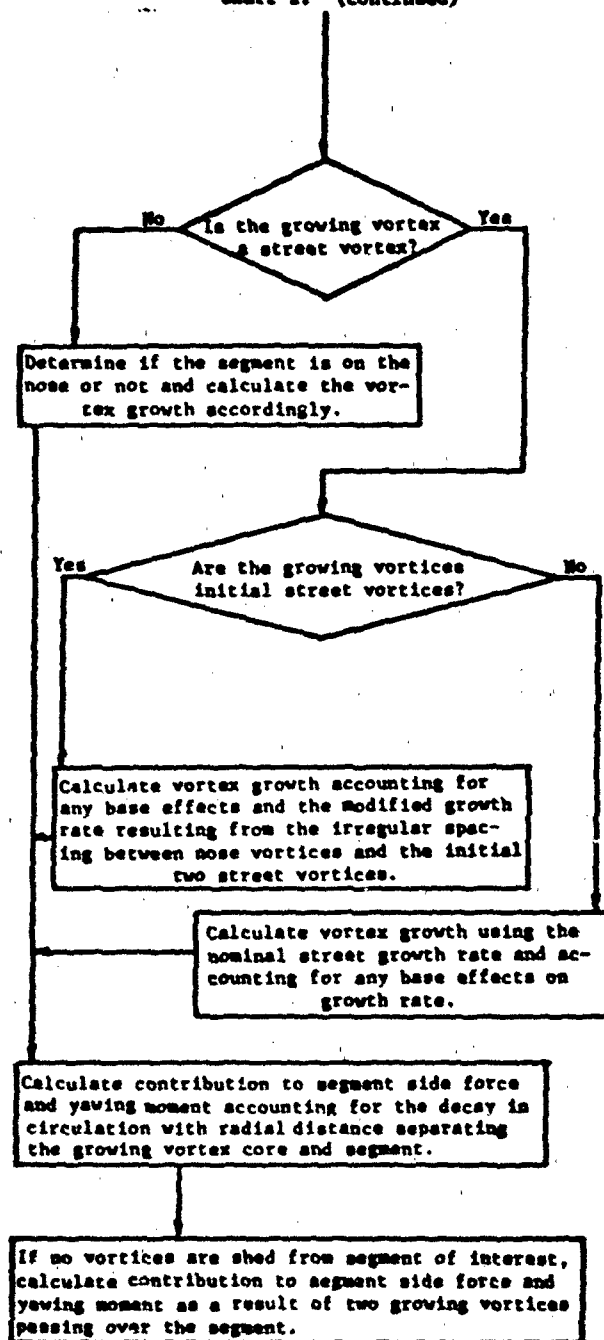 (continued)
No
Is the growing vortex
a street vortex?
Yes
Determine if the segment is on the
nose or not and calculate the vor-
tex growth accordingly.
Yes
Are the growing vortices
initial street vortices?
No
Calculate vortex growth accounting for
any base effects and the modified growth
rate resulting from the irregular spac-
ing between nose vortices and the initial
two street vortices.
Calculate vortex growth using the
nominal street growth rate and ac-
counting for any base effects on
growth rate.
Calculate contribution to segment side force
and yawing moment accounting for the decay in
circulation with radial distance separating
the growing vortex core and segment.
If no vortices are shed from segment of interest,
calculate contribution to segment side force and
yawing moment as a result of two growing vortices
passing over the segment.